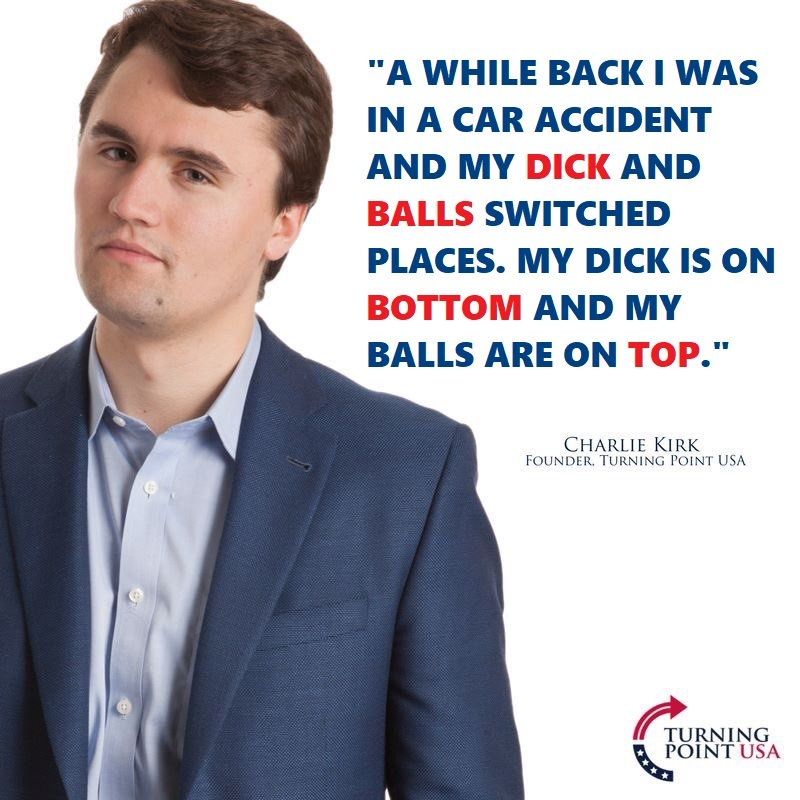 "A WHILE BACK I WAS
IN A CAR ACCIDENT
AND MY DICK AND
BALLS SWITCHED
PLACES. MY DICK IS ON
BOTTOM AND MY
BALLS ARE ON TOP."
CHARLIE KIRK
FOUNDER, TURNING POINT USA
TURNING
POINT USA